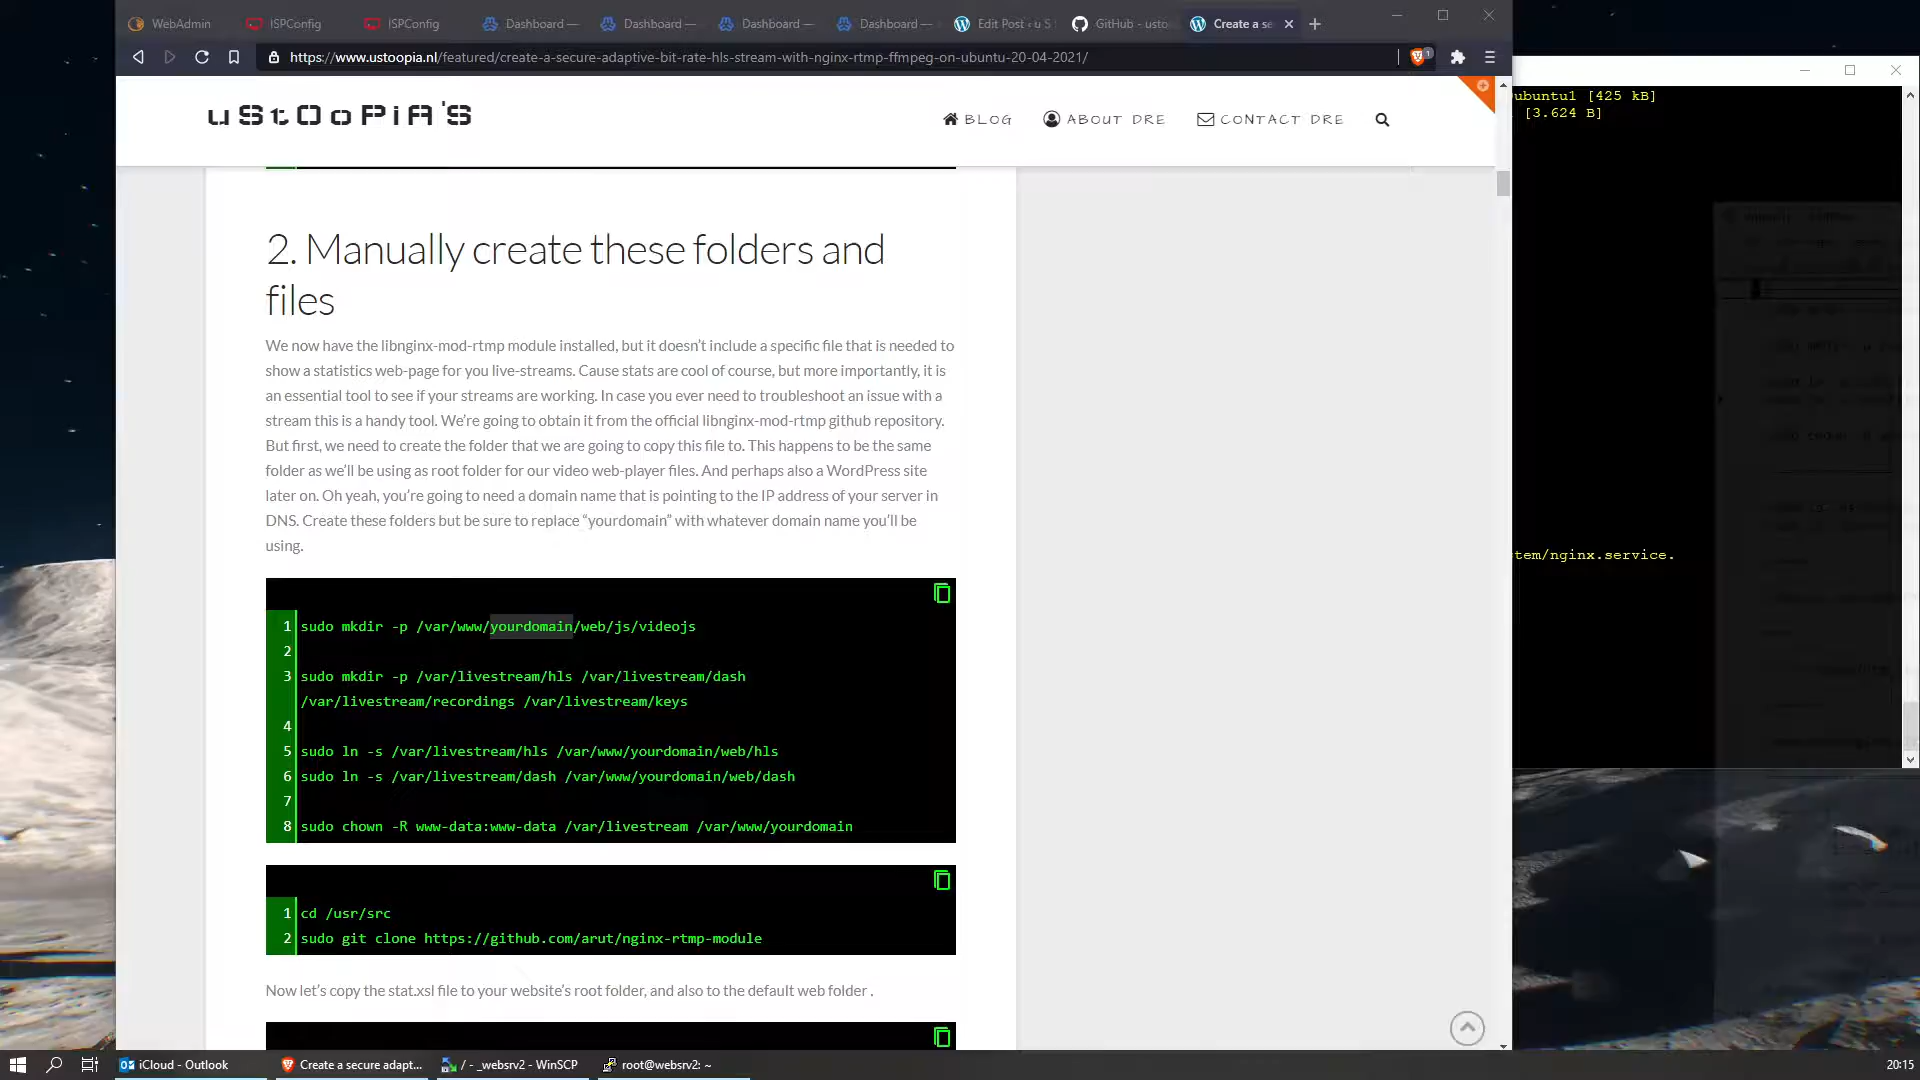 WebAdmin
ISPConfig
ISPConfig
Dashboard —
Dashboard —
Dashboard —
Dashboard —
Edit Post ‹ u S
GitHub - usto
Create a se
https://www.ustoopia.nl/featured/create-a-secure-adaptive-bit-rate-hls-stream-with-nginx-rtmp-ffmpeg-on-ubuntu-20-04-2021/
1
uStOoPiA'S
BLOG
ABOUT DRE
CONTACT DRE
ubuntu1 [425 kB]
[3.624 B]
2. Manually create these folders and
files
We now have the libnginx-mod-rtmp module installed, but it doesn’t include a specific file that is needed to
show a statistics web-page for you live-streams. Cause stats are cool of course, but more importantly, it is
an essential tool to see if your streams are working. In case you ever need to troubleshoot an issue with a
stream this is a handy tool. We’re going to obtain it from the official libnginx-mod-rtmp github repository.
But first, we need to create the folder that we are going to copy this file to. This happens to be the same
folder as we’ll be using as root folder for our video web-player files. And perhaps also a WordPress site
later on. Oh yeah, you’re going to need a domain name that is pointing to the IP address of your server in
DNS. Create these folders but be sure to replace “yourdomain” with whatever domain name you’ll be
using.
stem/nginx.service.
1 sudo mkdir -p /var/www/yourdomain/web/js/videojs
2
3 sudo mkdir -p /var/livestream/hls /var/livestream/dash
/var/livestream/recordings /var/livestream/keys
4
5 sudo ln -s /var/livestream/hls /var/www/yourdomain/web/hls
6 sudo ln -s /var/livestream/dash /var/www/yourdomain/web/dash
7
8 sudo chown -R www-data:www-data /var/livestream /var/www/yourdomain
1 cd /usr/src
2 sudo git clone https://github.com/arut/nginx-rtmp-module
Now let’s copy the stat.xsl file to your website’s root folder, and also to the default web folder .
iCloud - Outlook
Create a secure adapt...
/ - _websrv2 - WinSCP
root@websrv2: ~
20:15